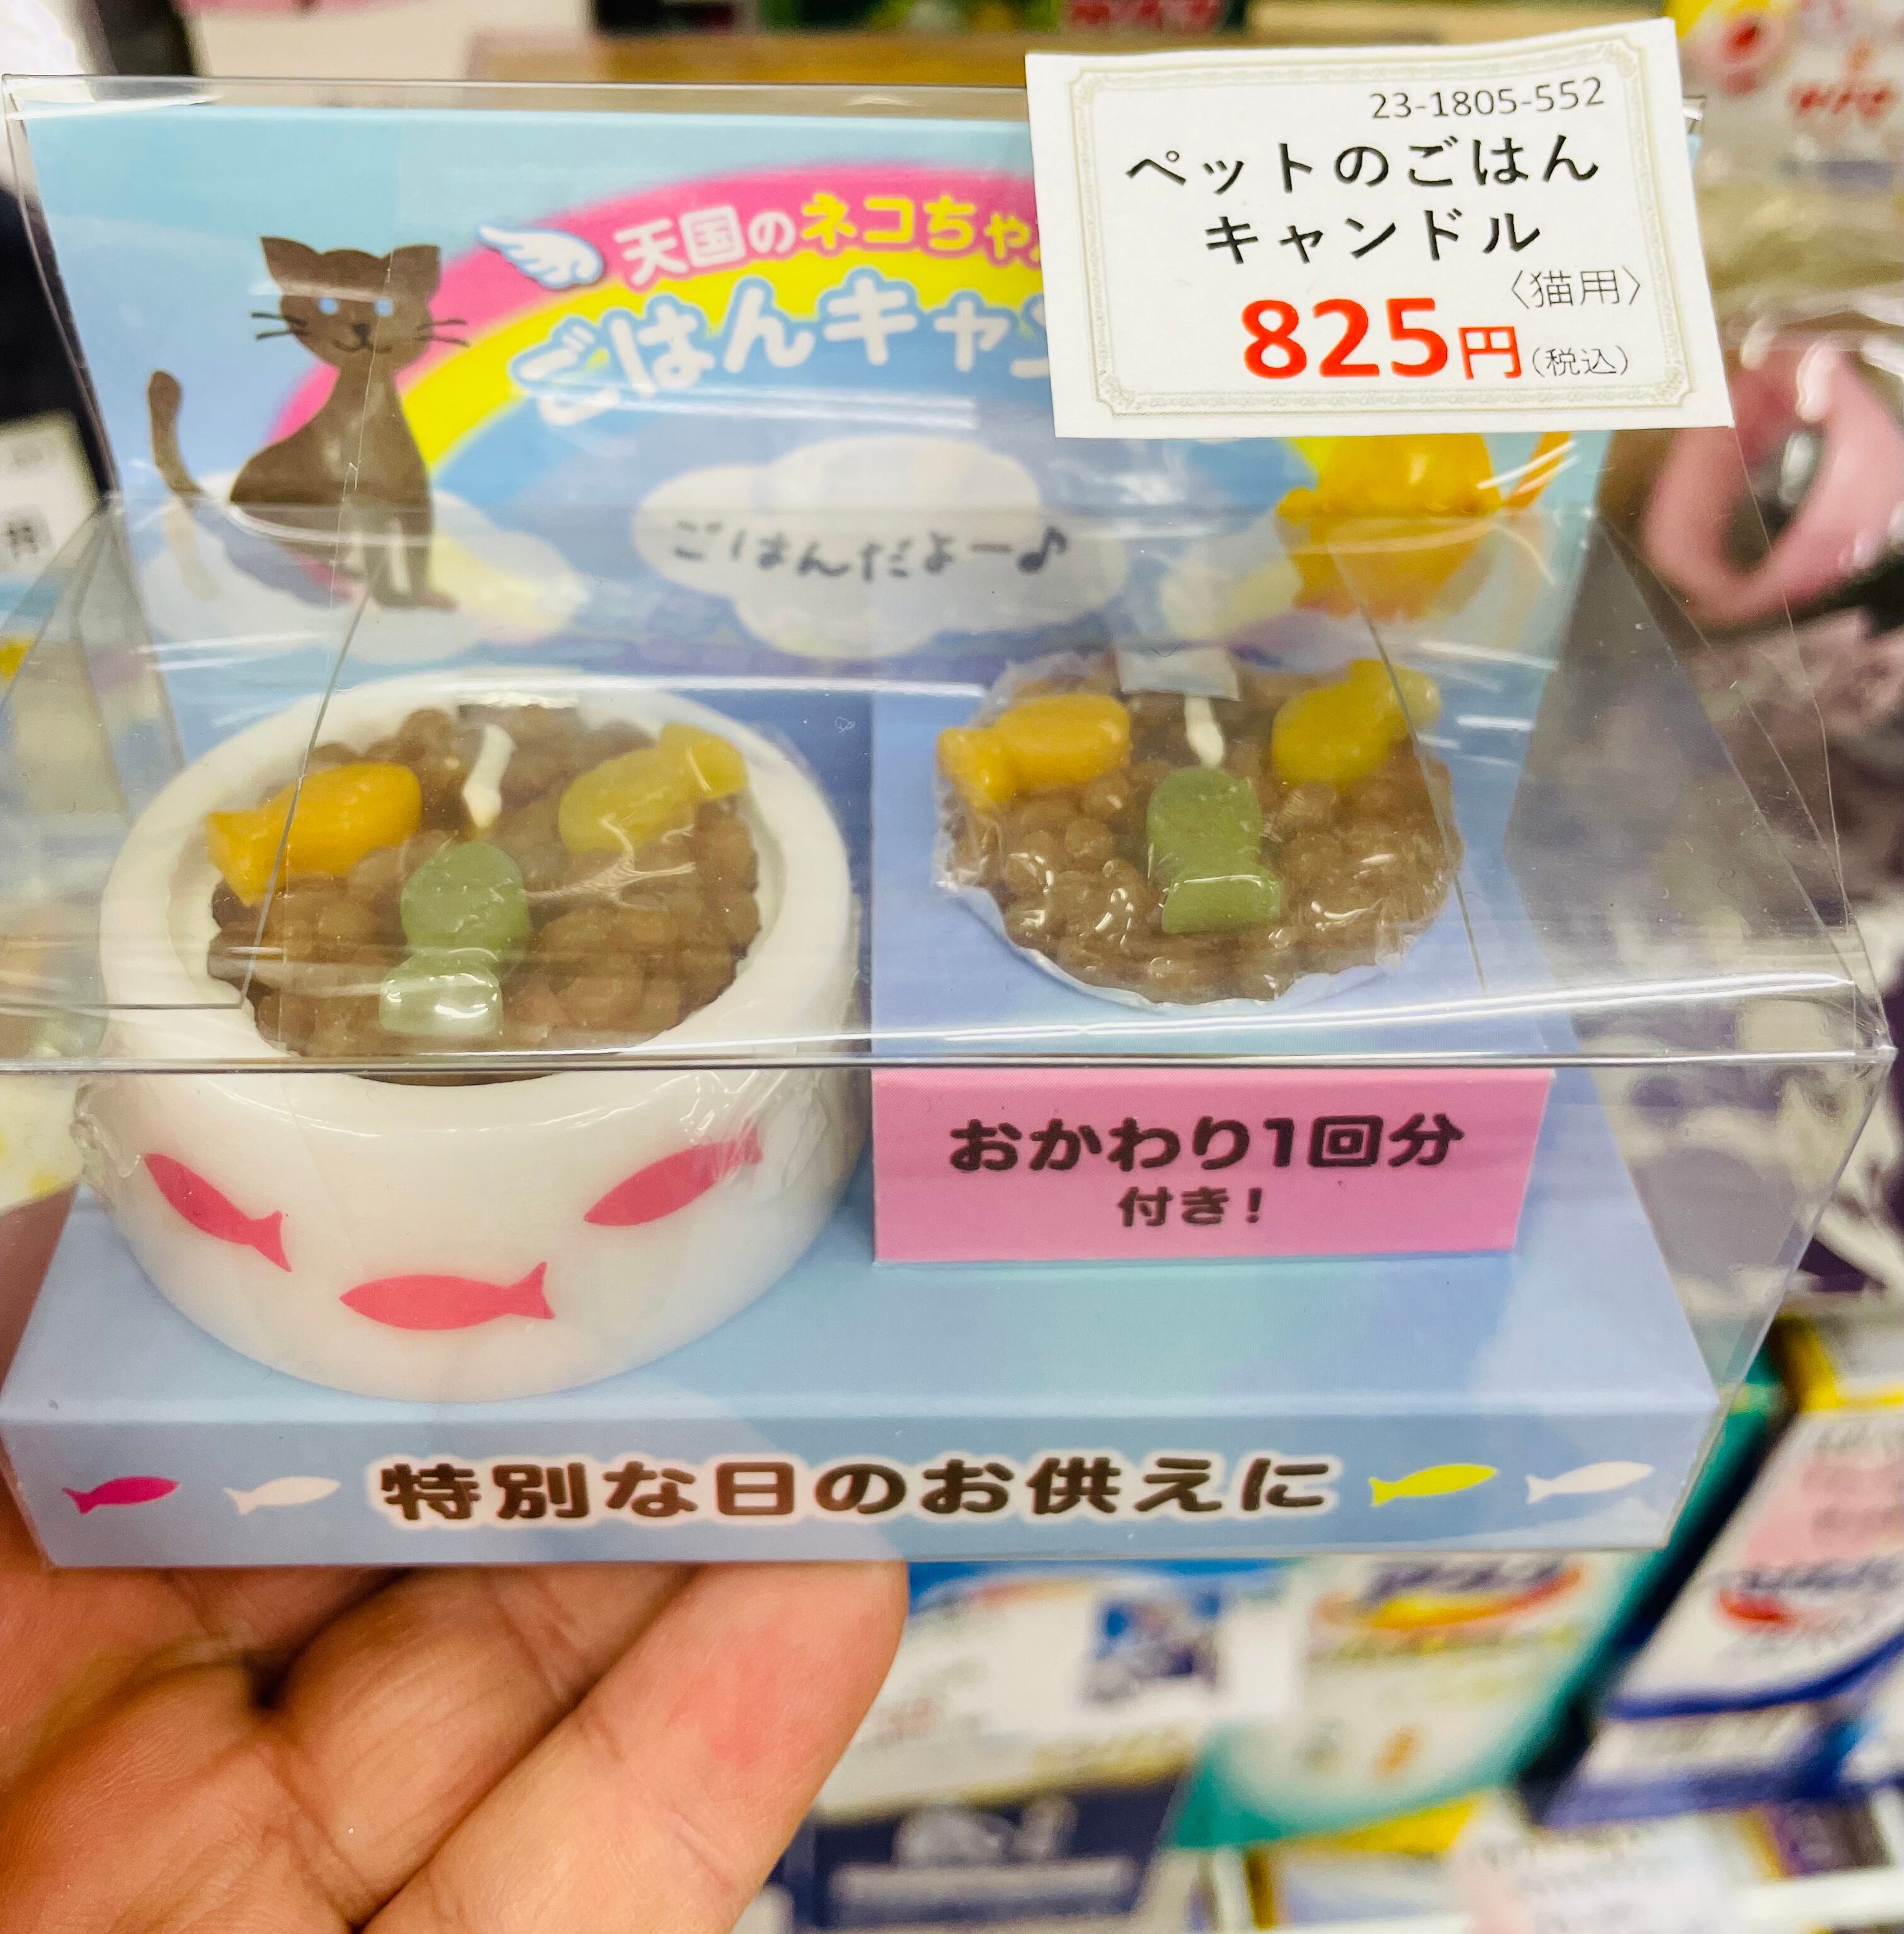 23-1805-552
ペットのごはん
キャンドル
〈猫用〉
825円(税込)
天国のネコちゃ
ごはんキャン
ごはんだよー♪
おかわり1回分
付き!
特別な日のお供えに